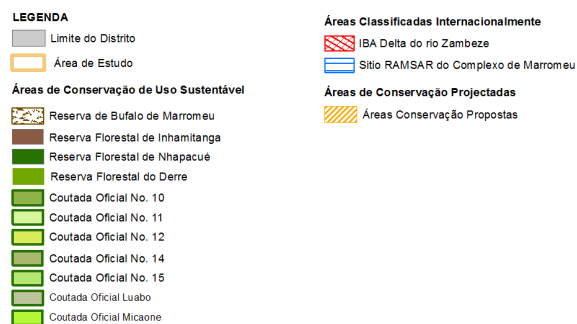 LEGENDA
Limite do Distrito
Área de Estudo
Áreas de Conservação de Uso Sustentável
Reserva de Bufalo de Marromeu
Reserva Florestal de Inhamitanga
Reserva Florestal de Nhapacué
Reserva Florestal do Derre
Coutada Oficial No. 10
Coutada Oficial No. 11
Coutada Oficial No. 12
Coutada Oficial No. 14
Coutada Oficial No. 15
Coutada Oficial Luabo
Coutada Oficial Micaone
Áreas Classificadas Internacionalmente
IBA Delta do rio Zambeze
Sitio RAMSAR do Complexo de Marromeu
Áreas de Conservação Projectadas
Áreas Conservação Propostas